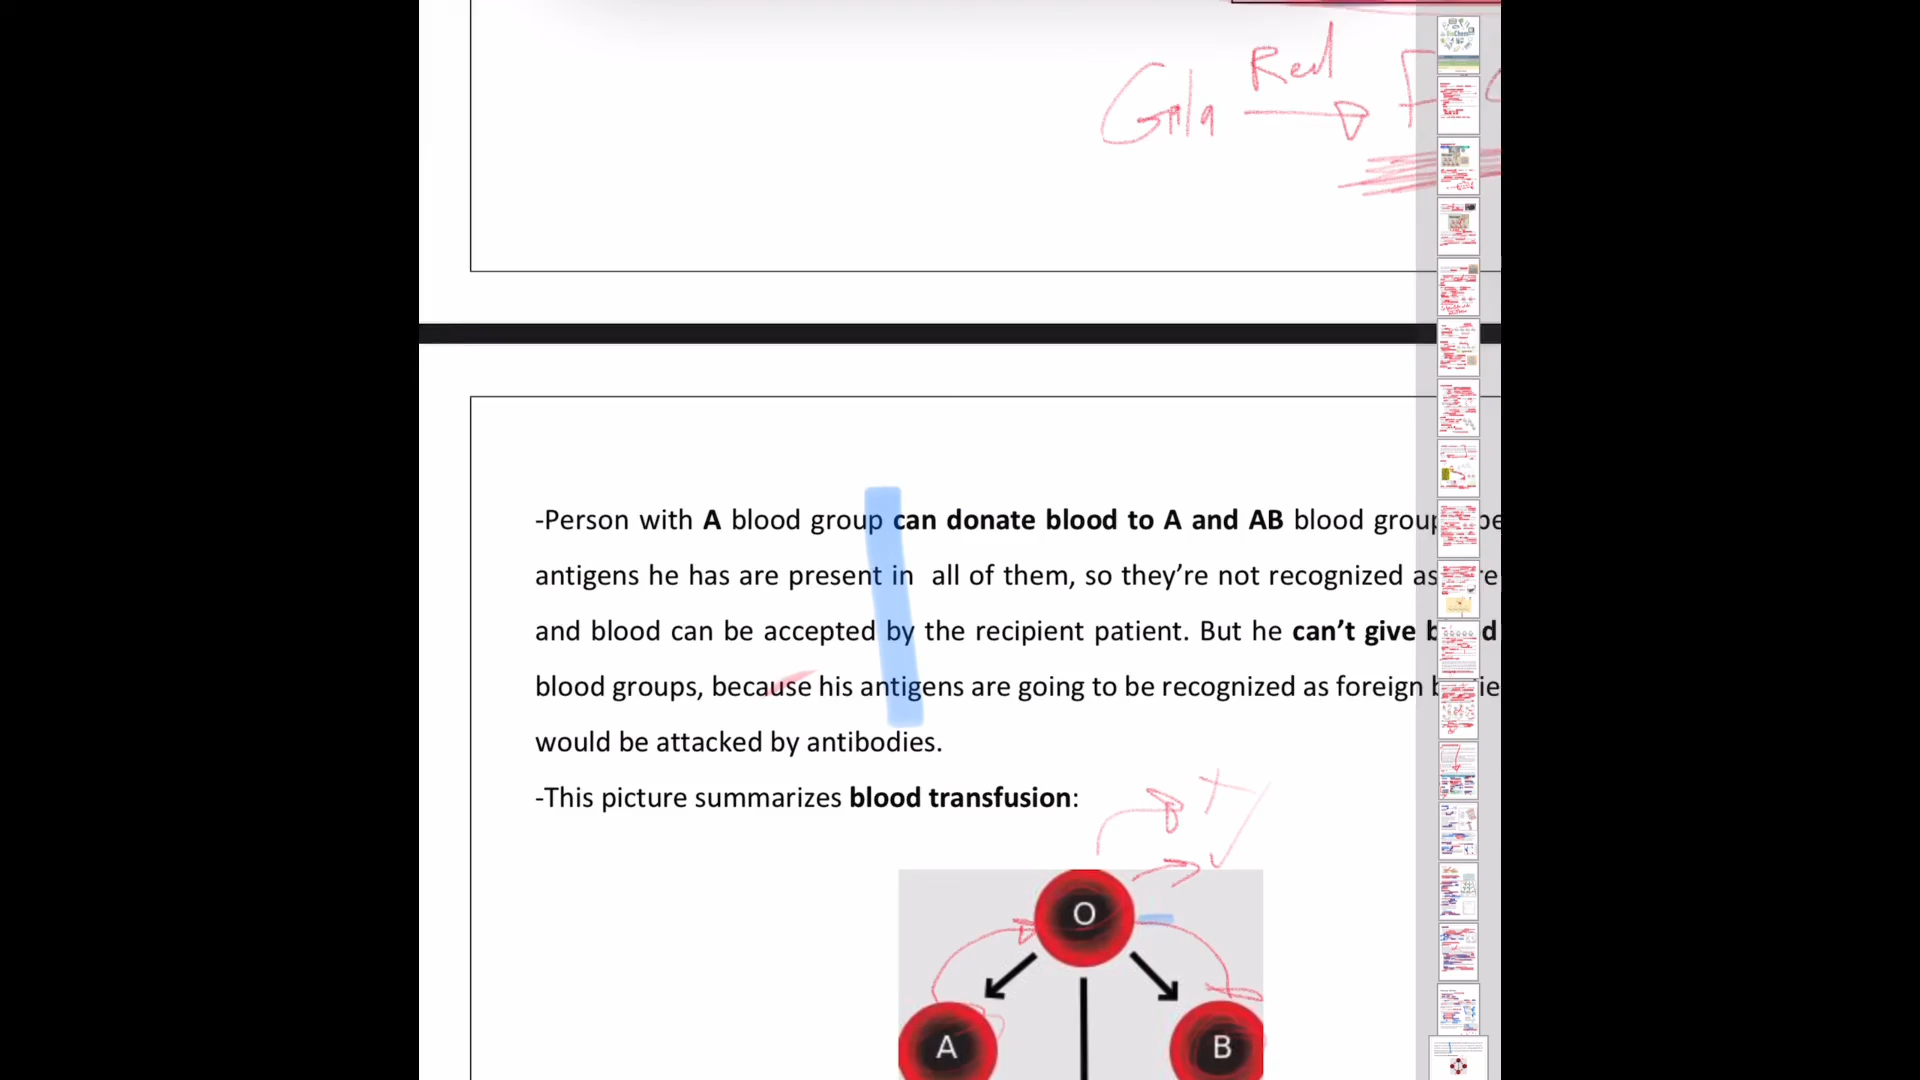 Red
-Person with A blood group can donate blood to A and AB blood
antigens he has are present in all of them, so they’re not recognized as
and blood can be accepted by the recipient patient. But he can’t give
blood groups, because his antigens are going to be recognized as foreign
would be attacked by antibodies.
-This picture summarizes blood transfusion:
O
A
B